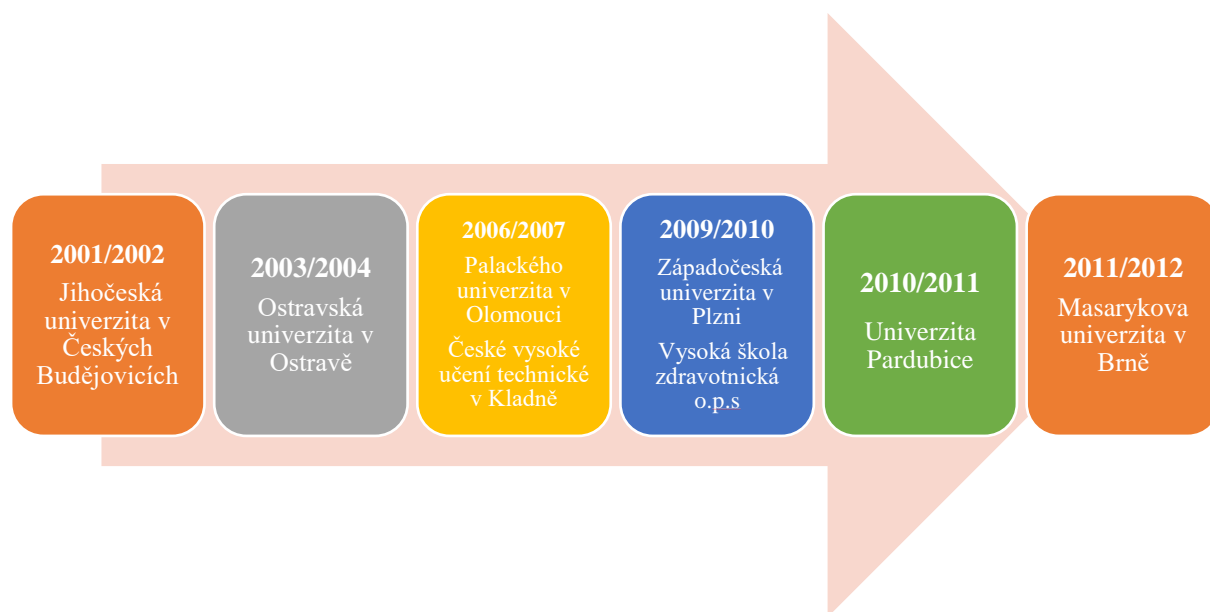 2001/2002
Jihočeská
univerzita v
Českých
Budějovicích
2003/2004
Ostravská
univerzita v
Ostravě
2006/2007
Palackého
univerzita v
Olomouci
České vysoké
učení technické
v Kladně
2009/2010
Západočeská
univerzita v
Plzni
Vysoká škola
zdravotnická
o.p.s
2010/2011
Univerzita
Pardubice
2011/2012
Masarykova
univerzita v
Brně